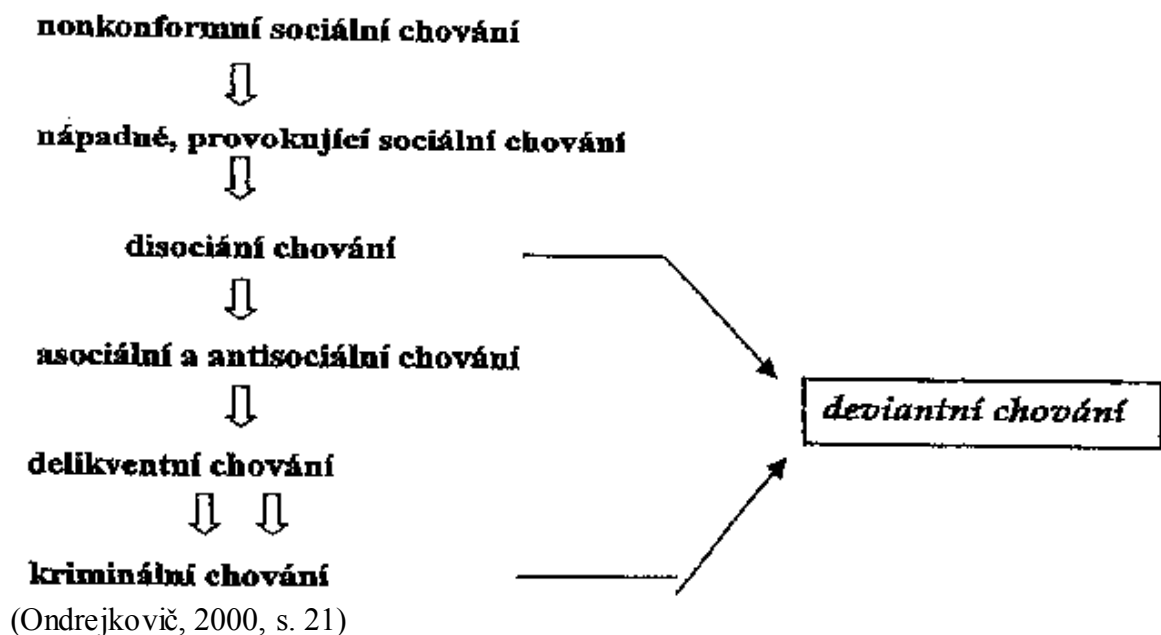 nonkonformní sociální chování
nápadné, provokující sociální chování
disociání chování
asociální a antisociální chování
deviantní chování
delikventní chování
kriminální chování
(Ondrejkovič, 2000, s. 21)